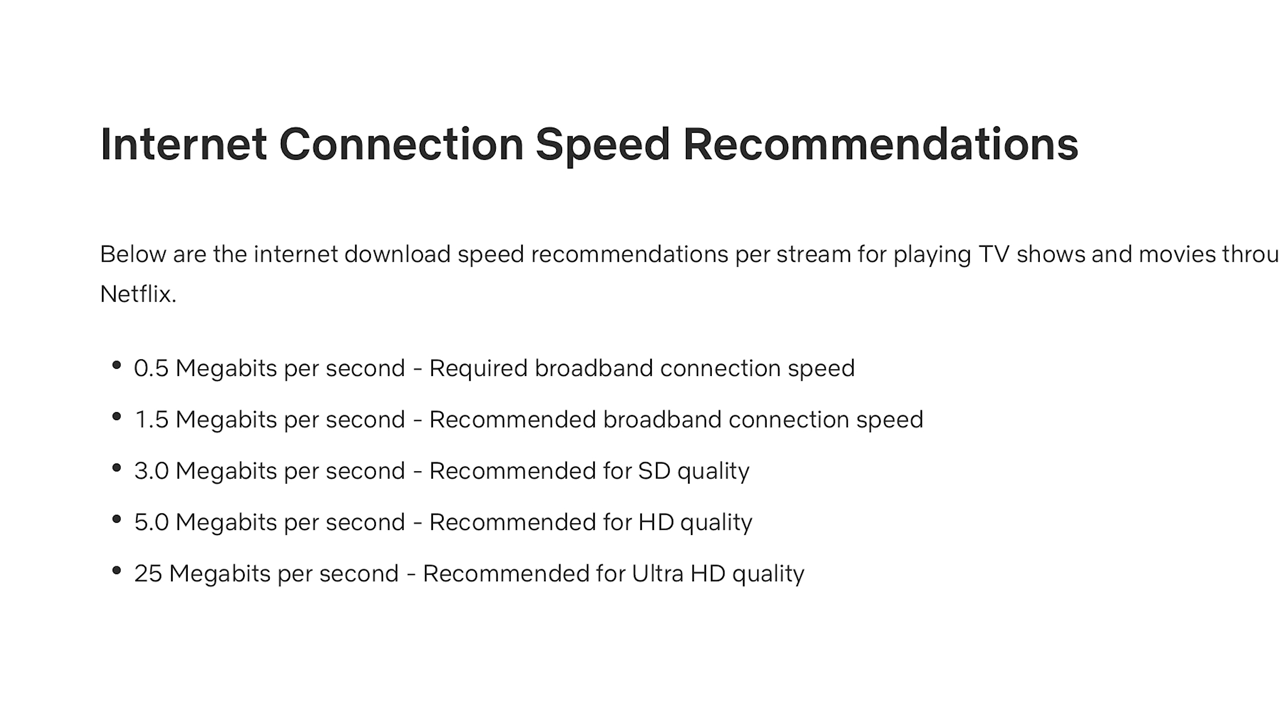 Internet Connection Speed Recommendations
Below are the internet download speed recommendations per stream for playing TV shows and movies throu
Netflix.
• 0.5 Megabits per second - Required broadband connection speed
• 1.5 Megabits per second - Recommended broadband connection speed
• 3.0 Megabits per second - Recommended for SD quality
• 5.0 Megabits per second - Recommended for HD quality
• 25 Megabits per second - Recommended for Ultra HD quality